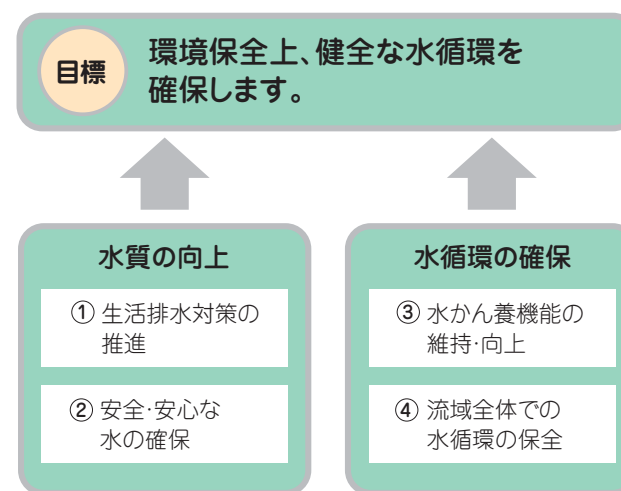 目標
環境保全上、健全な水循環を
確保します。
水質の向上
① 生活排水対策の
推進
② 安全・安心な
水の確保
水循環の確保
③ 水かん養機能の
維持・向上
④ 流域全体での
水循環の保全